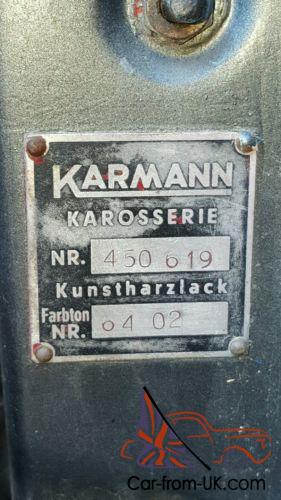 KARMANN
KAROSSERIE
NR. 450 619
Kunstharzlack
Farbton
NR. 64 02
Car-from-UK.com